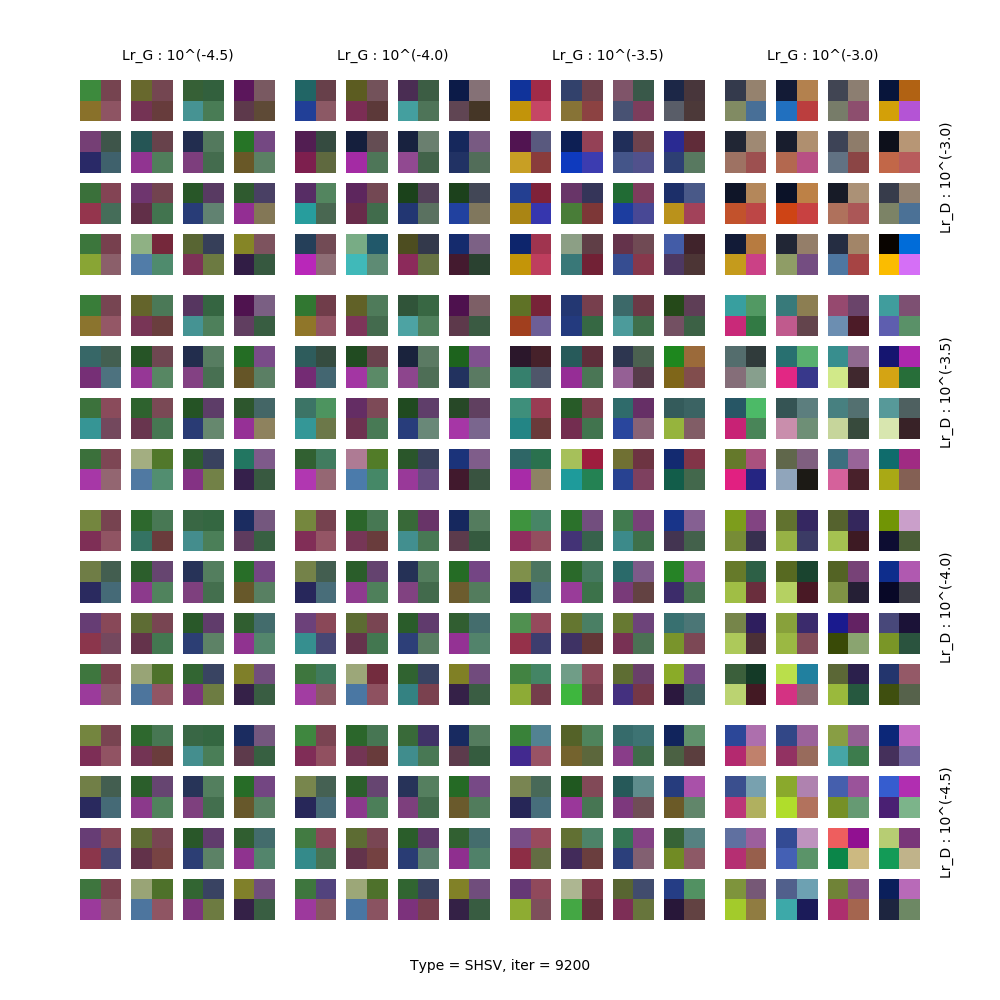 Lr_G : 10^(-4.5)
Lr_G : 10^(-4.0)
Lr_G : 10^(-3.5)
Lr_G : 10^(-3.0)
Lr_D : 10^(-3.0)
Lr_D : 10^(-3.5)
Lr_D : 10^(-4.0)
Lr_D : 10^(-4.5)
Type = SHSV, iter = 9200